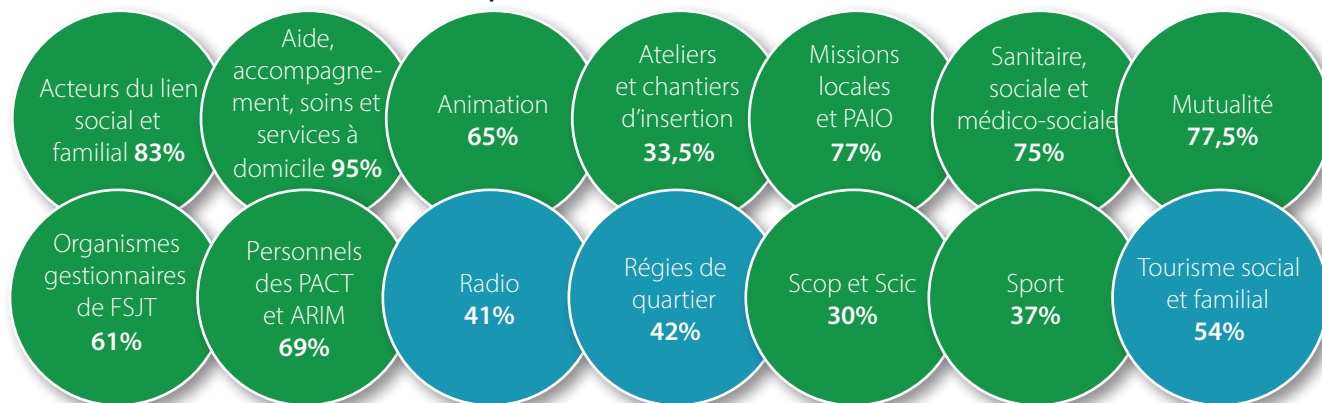 Acteurs du lien
social et
familial 83%
Aide,
accompagne-
ment, soins et
services à
domicile 95%
Animation
65%
Ateliers
et chantiers
d'insertion
33,5%
Missions
locales
et PAIO
77%
Sanitaire,
sociale et
médico-sociale
75%
Mutualité
77,5%
Organismes
gestionnaires
de FSJT
61%
Personnels
des PACT
et ARIM
69%
Radio
41%
Régies de
quartier
42%
Scop et Scic
30%
Sport
37%
Tourisme social
et familial
54%